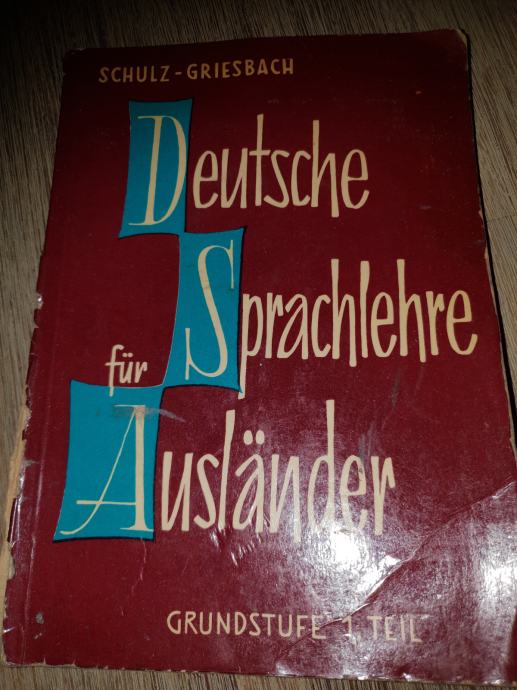 SCHULZ-GRIESBACH
Deutsche
Sprachlehre
für
Ausländer
GRUNDSTUFE 1. TEIL